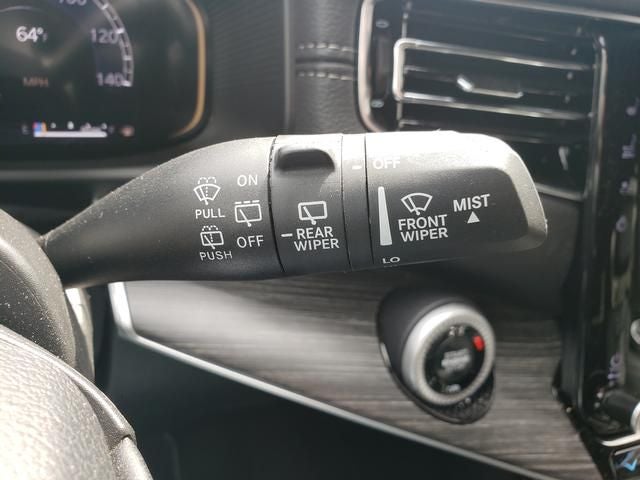 64°F
120
140
MPH
E
ON
PULL
OFF
PUSH
REAR
WIPER
OFF
FRONT
WIPER
MIST
LO